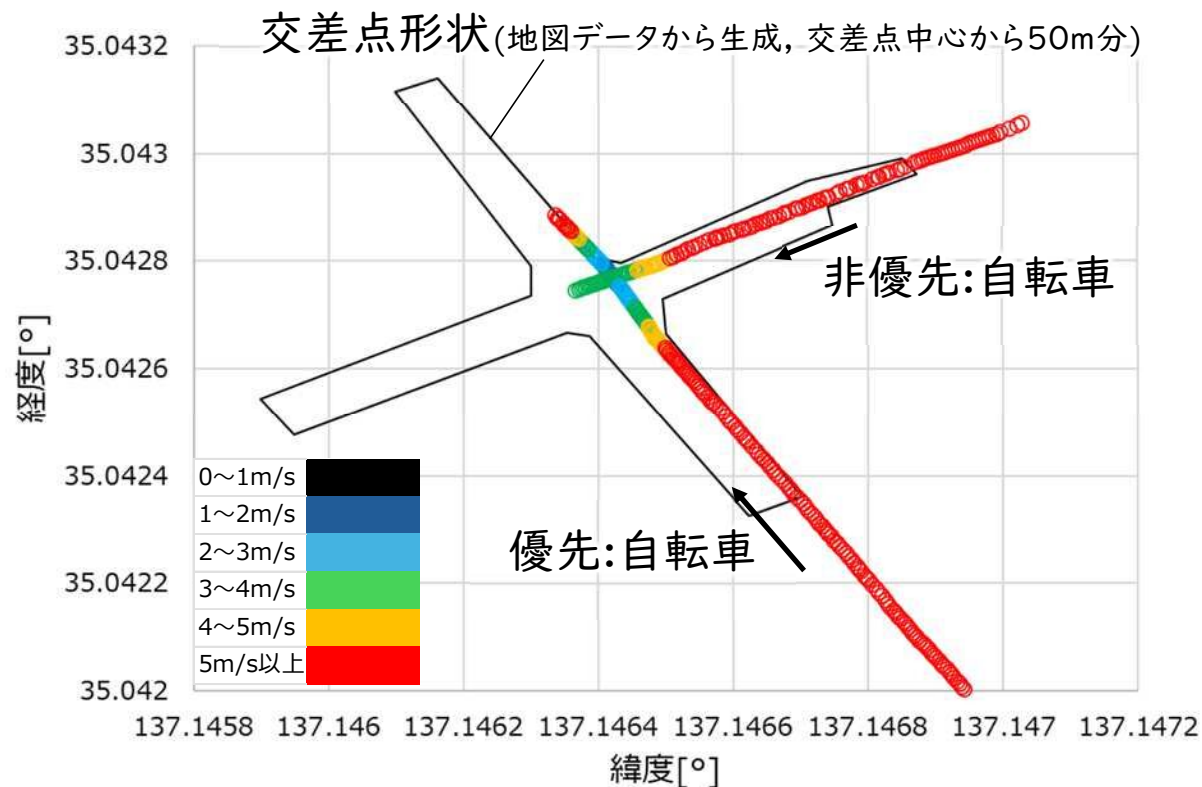 交差点形状(地図データから生成, 交差点中心から50m分)
35.0432
35.043
35.0428
35.0426
35.0424
35.0422
35.042
経度[°]
非優先:自転車
優先:自転車
0~1m/s
1~2m/s
2~3m/s
3~4m/s
4~5m/s
5m/s以上
137.1458 137.146 137.1462 137.1464 137.1466 137.1468 137.147 137.1472
緯度[°]